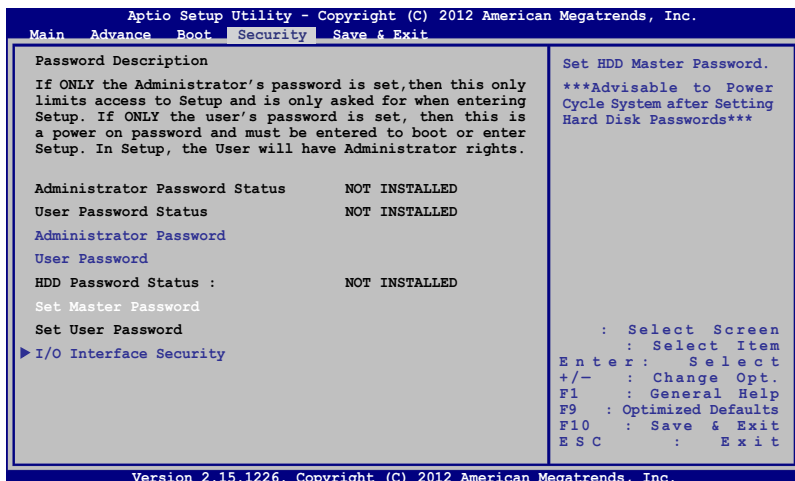 Aptio Setup Utility - Copyright (C) 2012 American Megatrends, Inc.
Main Advance Boot Security Save & Exit
Password Description
If ONLY the Administrator's password is set,then this only
limits access to Setup and is only asked for when entering
Setup. If ONLY the user's password is set, then this is
a power on password and must be entered to boot or enter
Setup. In Setup, the User will have Administrator rights.
Administrator Password Status NOT INSTALLED
User Password Status NOT INSTALLED
Administrator Password
User Password
HDD Password Status : NOT INSTALLED
Set Master Password
Set User Password
I/O Interface Security
Set HDD Master Password.
***Advisable to Power
Cycle System after Setting
Hard Disk Passwords***
: Select Screen
: Select Item
Enter: Select
+/— : Change Opt.
F1 : General Help
F9 : Optimized Defaults
F10 : Save & Exit
ESC : Exit
Version 2.15.1226. Copyright (C) 2012 American Megatrends, Inc.